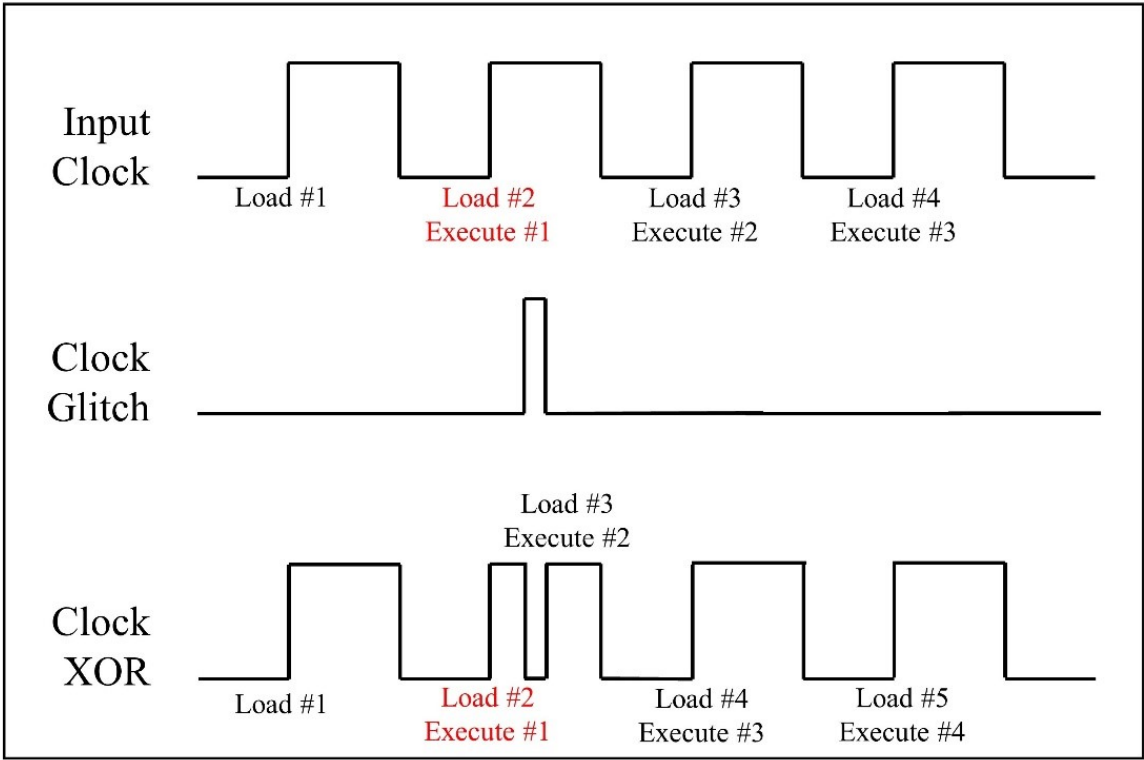 Input
Clock
Load #1
Load #2
Execute #1
Load #3
Execute #2
Load #4
Execute #3
Clock
Glitch
Load #3
Execute #2
Clock
XOR
Load #1
Load #2
Execute #1
Load #4
Execute #3
Load #5
Execute #4